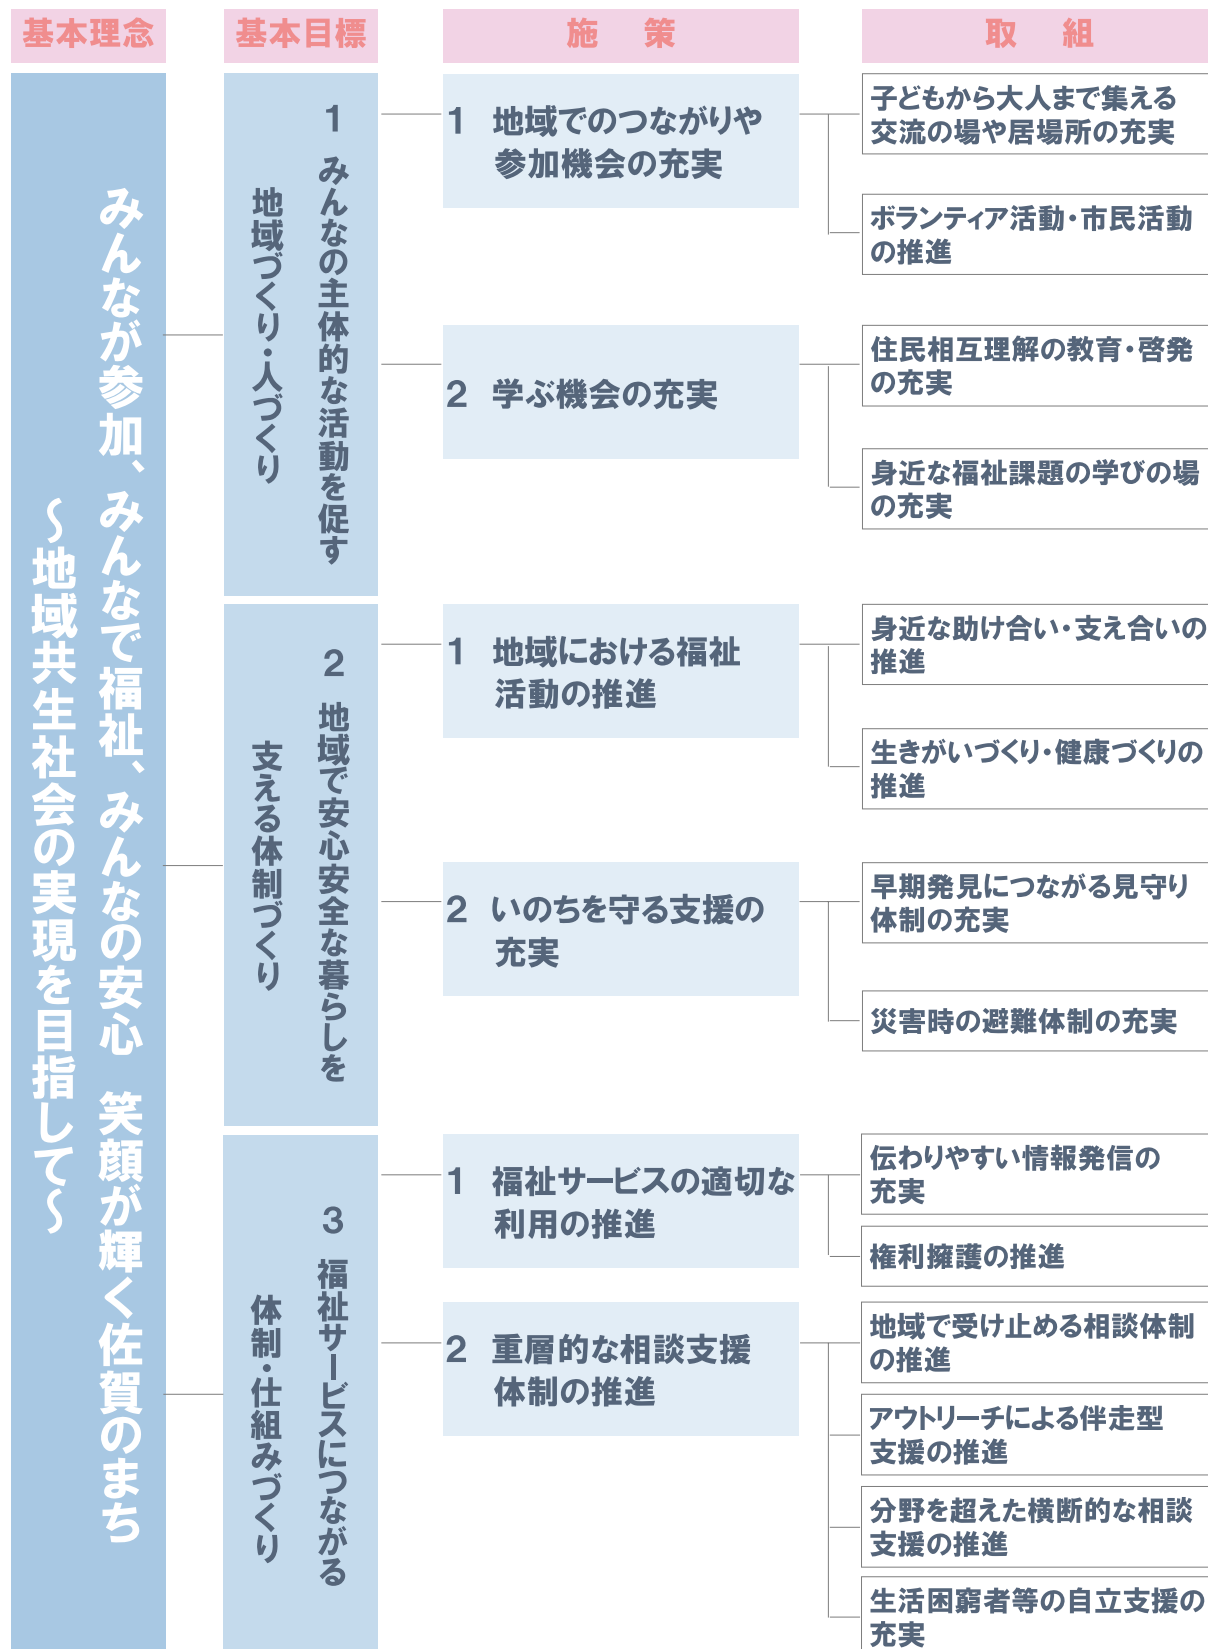 基本理念
基本目標
施　策
取　組
みんなが参加、みんなで福祉、みんなの安心　笑顔が輝く佐賀のまち
～地域共生社会の実現を目指して～
1　みんなの主体的な活動を促す
地域づくり・人づくり
1　地域でのつながりや
参加機会の充実
子どもから大人まで集える
交流の場や居場所の充実
ボランティア活動・市民活動
の推進
2　学ぶ機会の充実
住民相互理解の教育・啓発
の充実
身近な福祉課題の学びの場
の充実
2　地域で安心安全な暮らしを
支える体制づくり
1　地域における福祉
活動の推進
身近な助け合い・支え合いの
推進
生きがいづくり・健康づくりの
推進
2　いのちを守る支援の
充実
早期発見につながる見守り
体制の充実
災害時の避難体制の充実
3　福祉サービスにつながる
体制・仕組みづくり
1　福祉サービスの適切な
利用の推進
伝わりやすい情報発信の
充実
権利擁護の推進
2　重層的な相談支援
体制の推進
地域で受け止める相談体制
の推進
アウトリーチによる伴走型
支援の推進
分野を超えた横断的な相談
支援の推進
生活困窮者等の自立支援の
充実